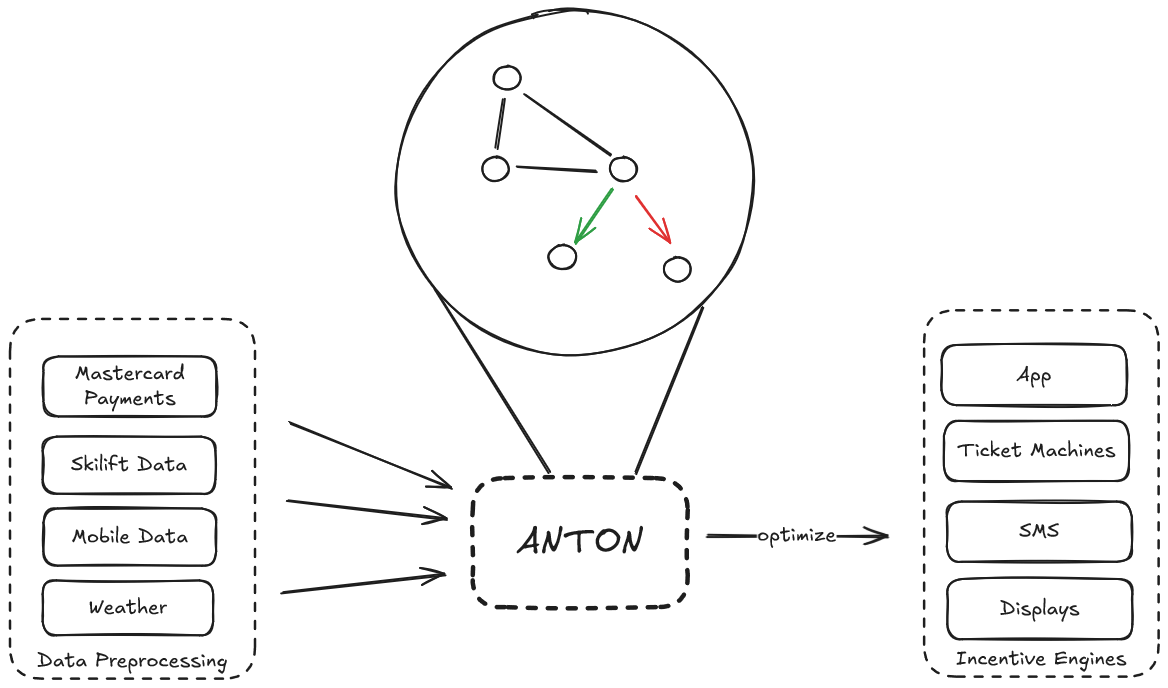 Mastercard
Payments
Skilift Data
Mobile Data
Weather
Data Preprocessing
ANTON
optimize
App
Ticket Machines
SMS
Displays
Incentive Engines